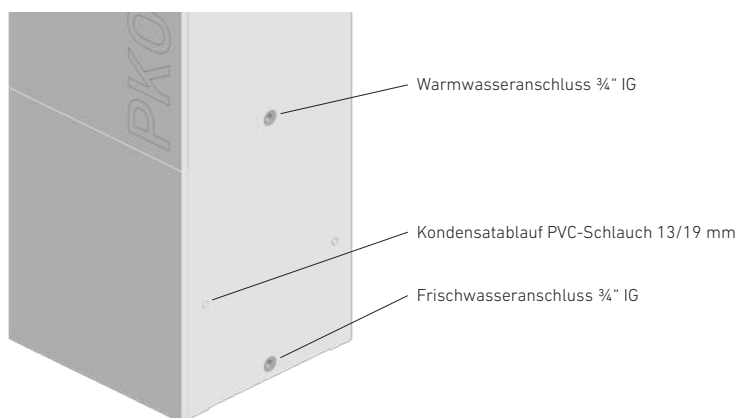 PKO
Warmwasseranschluss ¾“ IG
Kondensatablauf PVC-Schlauch 13/19 mm
Frischwasseranschluss ¾“ IG